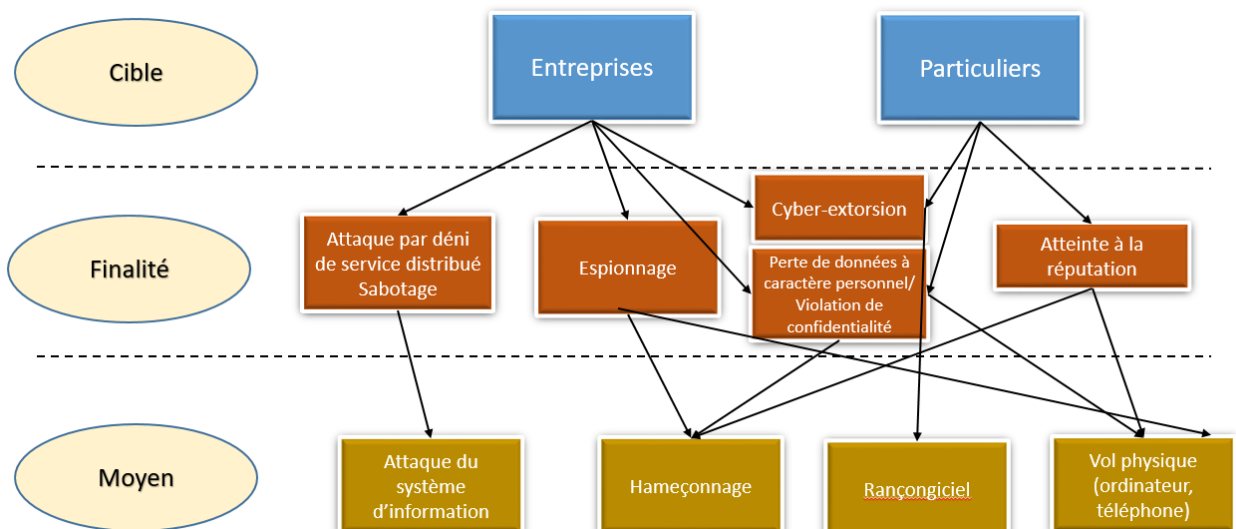 Cible
Entreprises
Particuliers
Finalité
Attaque par déni
de service distribué
Sabotage
Espionnage
Cyber-extorsion
Perte de données à
caractère personnel/
Violation de
confidentialité
Atteinte à la
réputation
Moyen
Attaque du
système
d'information
Hameçonnage
Rançongiciel
Vol physique
(ordinateur,
téléphone)